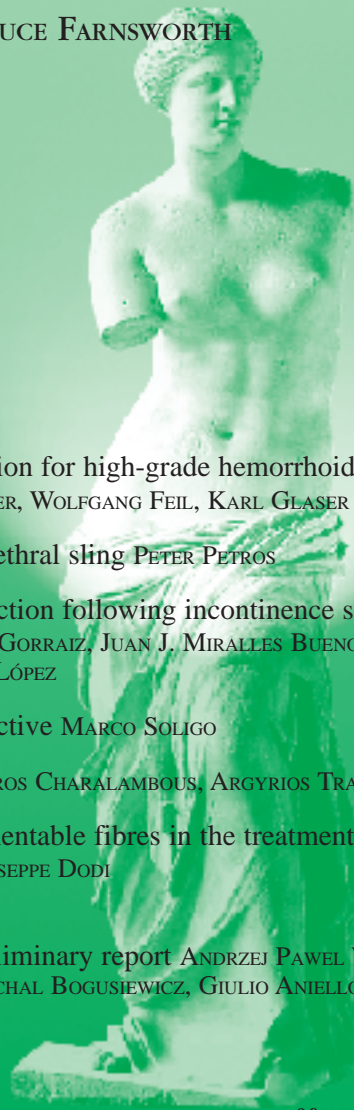 UCE FARNSWORTH
ion for high-grade hemorrhoid
ER, WOLFGANG FEIL, KARL GLASER
ethral sling PETER PETROS
ction following incontinence s
GORRAIZ, JUAN J. MIRALLES BUENO
LÓPEZ
ctive MARCO SOLIGO
ROS CHARALAMBOUS, ARGYRIOS TRA
entable fibres in the treatment
SEPPE DODI
liminary report ANDRZEJ PAWEL
CHAL BOGUSIEWICZ, GIULIO ANIELLO